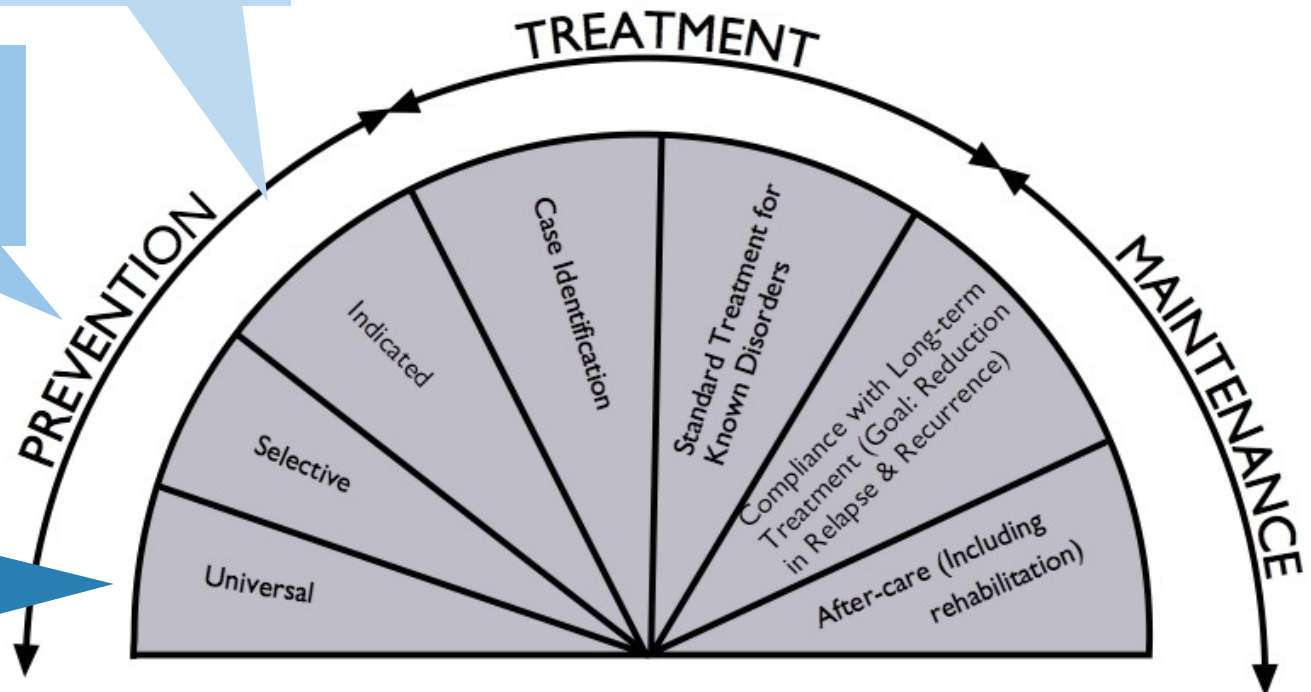 TREATMENT
PREVENTION
MAINTENANCE
Universal
Selective
Indicated
Case Identification
Standard Treatment for
Known Disorders
Compliance with Long-term
Treatment (Goal: Reduction
in Relapse & Recurrence)
After-care (Including
rehabilitation)